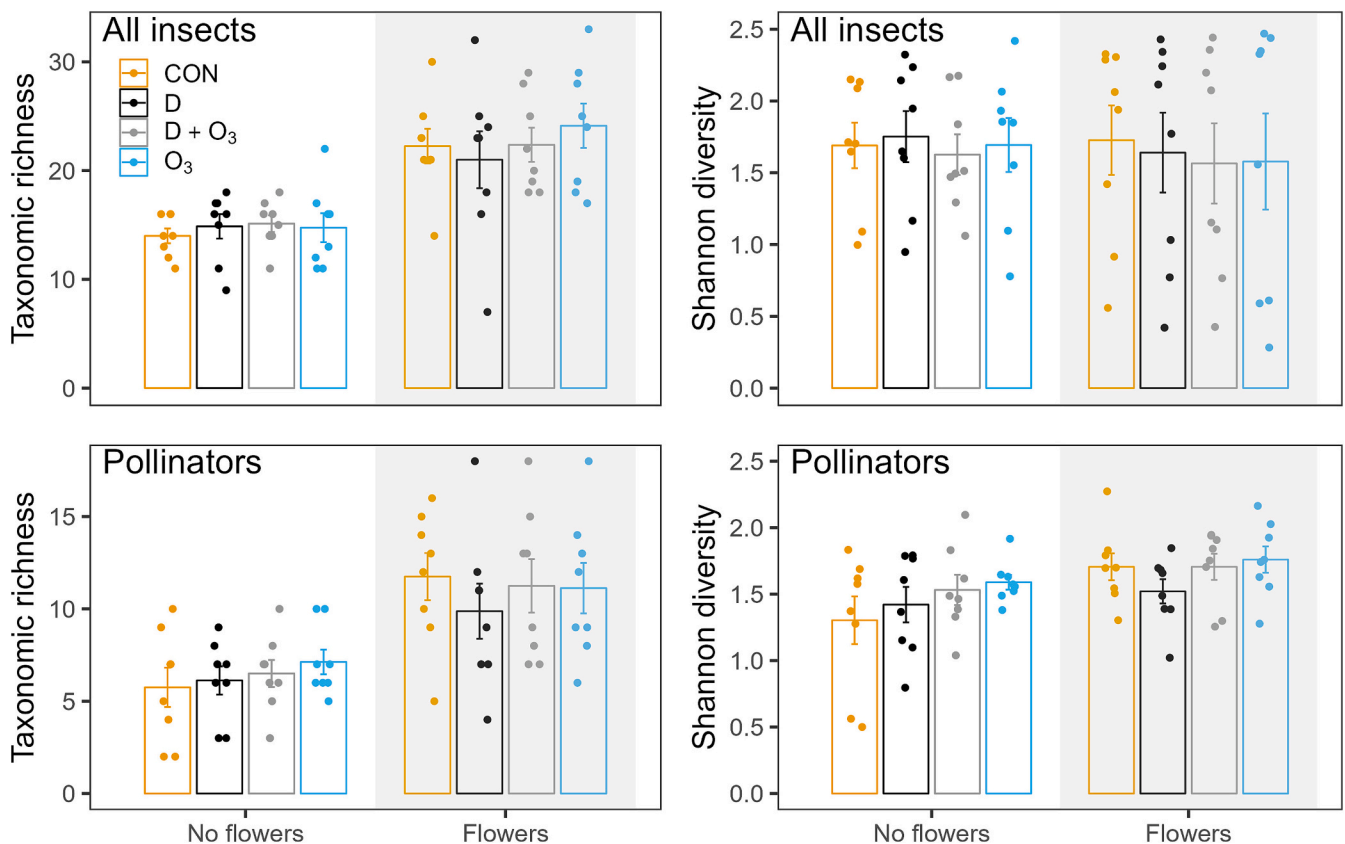 All insects
CON
D
D + O₃
O₃
Taxonomic richness
30
20
10
0
All insects
Shannon diversity
2.5
2.0
1.5
1.0
0.5
0.0
Pollinators
Taxonomic richness
15
10
5
0
No flowers
Flowers
Pollinators
Shannon diversity
2.5
2.0
1.5
1.0
0.5
0.0
No flowers
Flowers